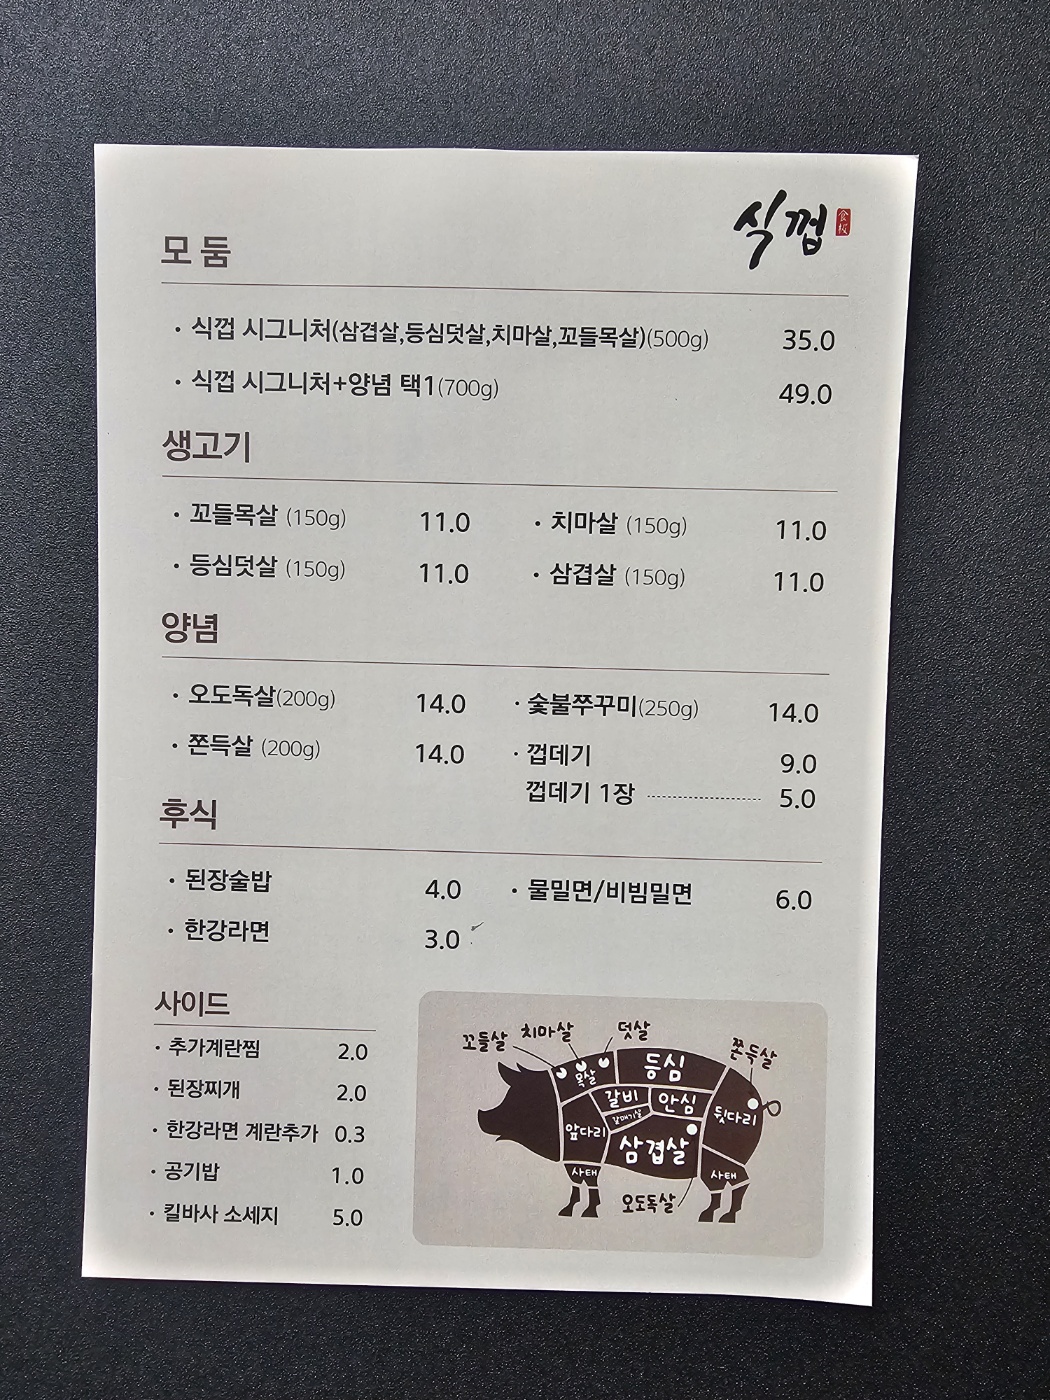 식껍
食껍
모 둠
· 식껍 시그니처(삼겹살,등심덧살,치마살,꼬들목살)(500g) 35.0
· 식껍 시그니처+양념 택1(700g) 49.0
생고기
· 꼬들목살 (150g) 11.0 · 치마살 (150g) 11.0
· 등심덧살 (150g) 11.0 · 삼겹살 (150g) 11.0
양념
· 오도독살(200g) 14.0 · 숯불쭈꾸미(250g) 14.0
· 쫀득살 (200g) 14.0 · 껍데기 9.0
껍데기 1장 ---------- 5.0
후식
· 된장술밥 4.0 · 물밀면/비빔밀면 6.0
· 한강라면 3.0
사이드
· 추가계란찜 2.0
· 된장찌개 2.0
· 한강라면 계란추가 0.3
· 공기밥 1.0
· 킬바사 소세지 5.0
꼬들살 치마살 덧살 쫀득살
목살 등심
갈비 안심 뒷다리
갈매기살
앞다리 삼겹살
사태 사태
오도독살